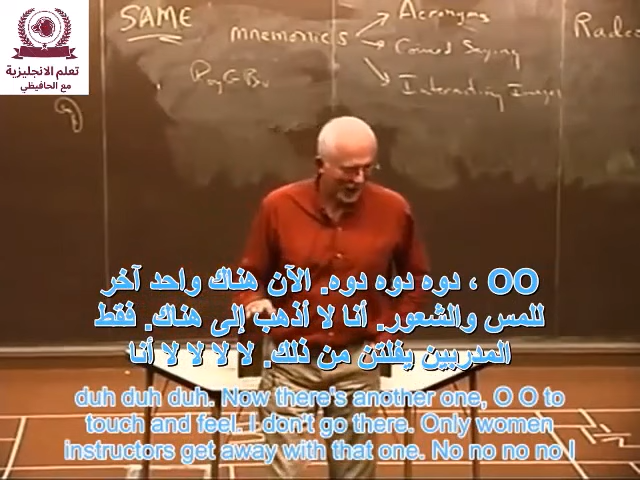 تعلم الانجليزية
مع الحافيظي
SAME
mnemonics
Acronyms
Coined Saying
Interacting Images
RoyGBv
OO ، دوه دوه دوه. الآن هناك واحد آخر
للمس والشعور. أنا لا أذهب إلى هناك. فقط
المدربين يفلتن من ذلك. لا لا لا لا أنا
duh duh duh. Now there's another one, O O to
touch and feel. I don't go there. Only women
instructors get away with that one. No no no no I